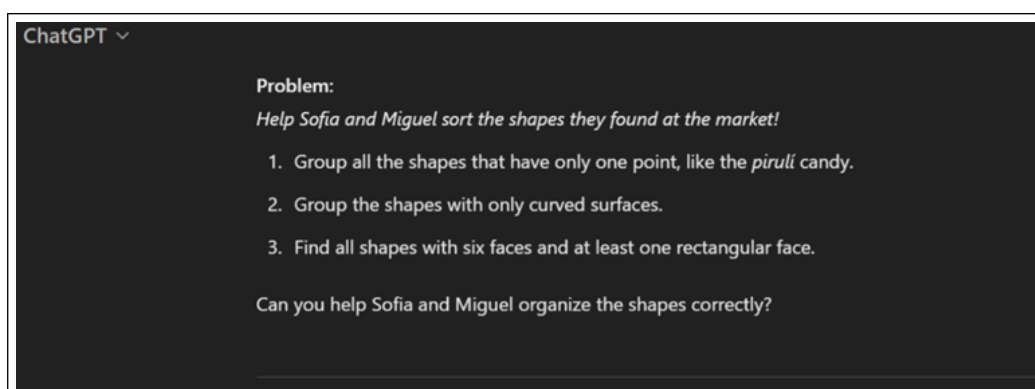 ChatGPT
Problem:
Help Sofia and Miguel sort the shapes they found at the market!
1. Group all the shapes that have only one point, like the pirulí candy.
2. Group the shapes with only curved surfaces.
3. Find all shapes with six faces and at least one rectangular face.
Can you help Sofia and Miguel organize the shapes correctly?